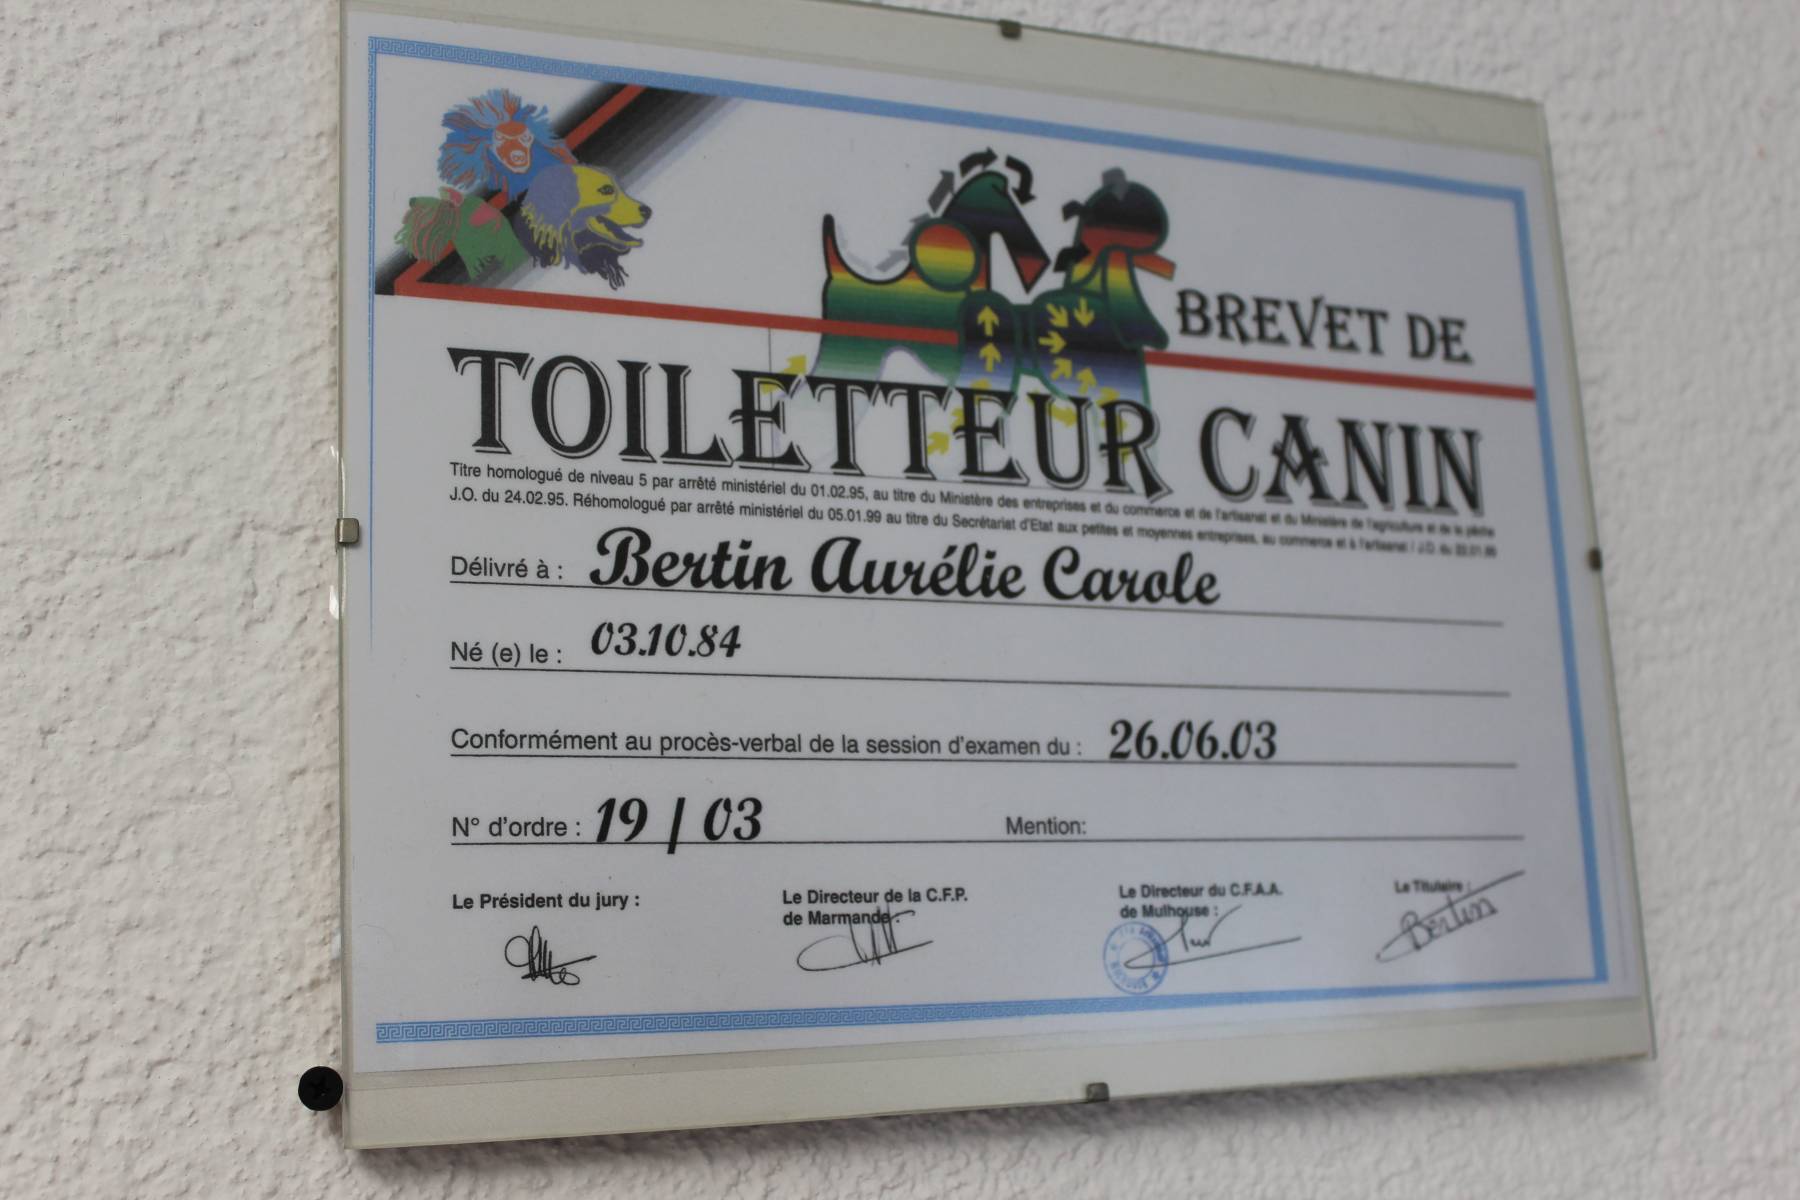 BREVET DE
TOILETTEUR CANIN
Titre homologué de niveau 5 par arrêté ministériel du 01.02.95, au titre du Ministère des entreprises et du commerce et de l'artisanat et du Ministère de l'agriculture et de la pêche
J.O. du 24.02.95. Réhomologué par arrêté ministériel du 05.01.99 au titre du Secrétariat d'Etat aux petites et moyennes entreprises, au commerce et à l'artisanat / J.O. du
Délivré à : Bertin Aurélie Carole
Né (e) le : 03.10.84
Conformément au procès-verbal de la session d'examen du : 26.06.03
N° d'ordre : 19 / 03 Mention:
Le Président du jury :
Le Directeur de la C.F.P.
de Marmande :
Le Directeur du C.F.A.A.
de Mulhouse :
Le Titulaire :
Bertin